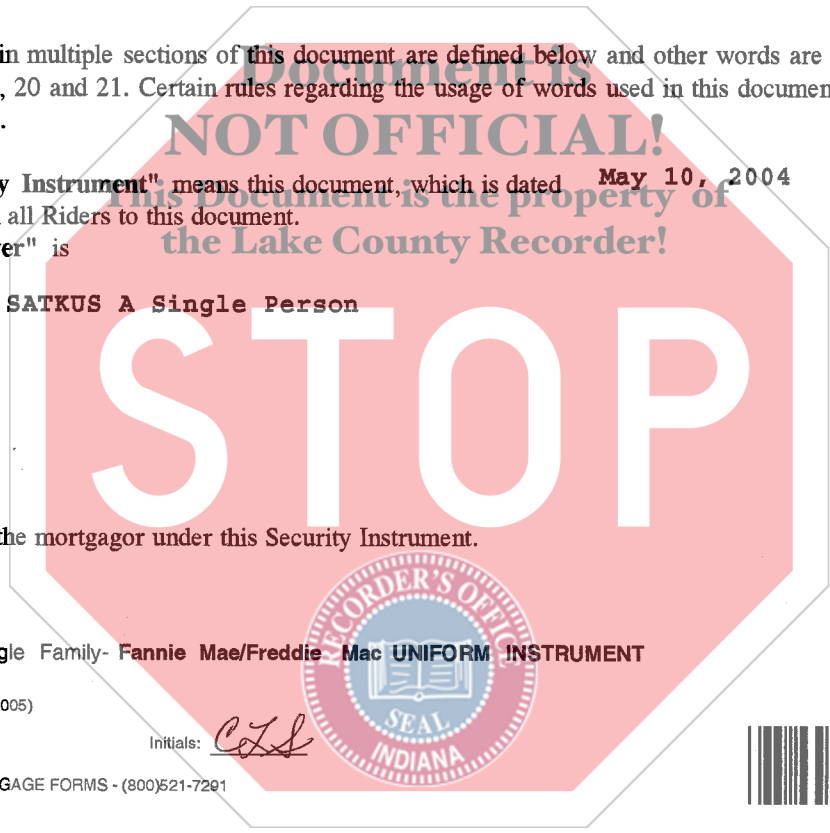 in multiple sections of this document are defined below and other words are
, 20 and 21. Certain rules regarding the usage of words used in this documen
.
Document is
NOT OFFICIAL!
This Document is the property of
the Lake County Recorder!
y Instrument" means this document, which is dated May 10, 2004
all Riders to this document.
er" is
SATKUS A Single Person
STOP
the mortgagor under this Security Instrument.
RECORDER'S OFFICE
SEAL
INDIANA
gle Family- Fannie Mae/Freddie Mac UNIFORM INSTRUMENT
005)
Initials: CLS
GAGE FORMS - (800)521-7291